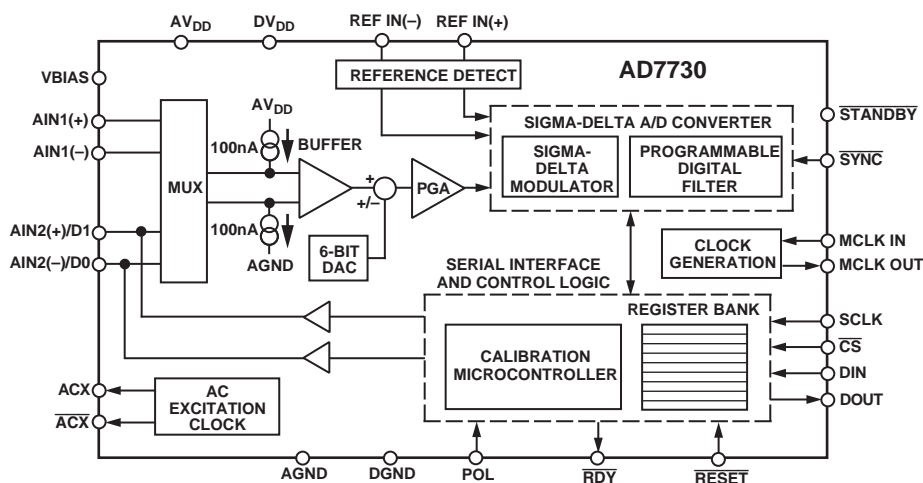 AVDD
DVDD
REF IN(–)
REF IN(+)
REFERENCE DETECT
AD7730
VBIAS
AIN1(+)
AIN1(–)
MUX
AVDD
100nA
BUFFER
100nA
AGND
+
+/–
6-BIT
DAC
PGA
SIGMA-DELTA A/D CONVERTER
SIGMA-
DELTA
MODULATOR
PROGRAMMABLE
DIGITAL
FILTER
STANDBY
SYNC
AIN2(+)/D1
AIN2(–)/D0
CLOCK
GENERATION
MCLK IN
MCLK OUT
SERIAL INTERFACE
AND CONTROL LOGIC
REGISTER BANK
CALIBRATION
MICROCONTROLLER
SCLK
CS
DIN
DOUT
ACX
ACX
AC
EXCITATION
CLOCK
AGND
DGND
POL
RDY
RESET